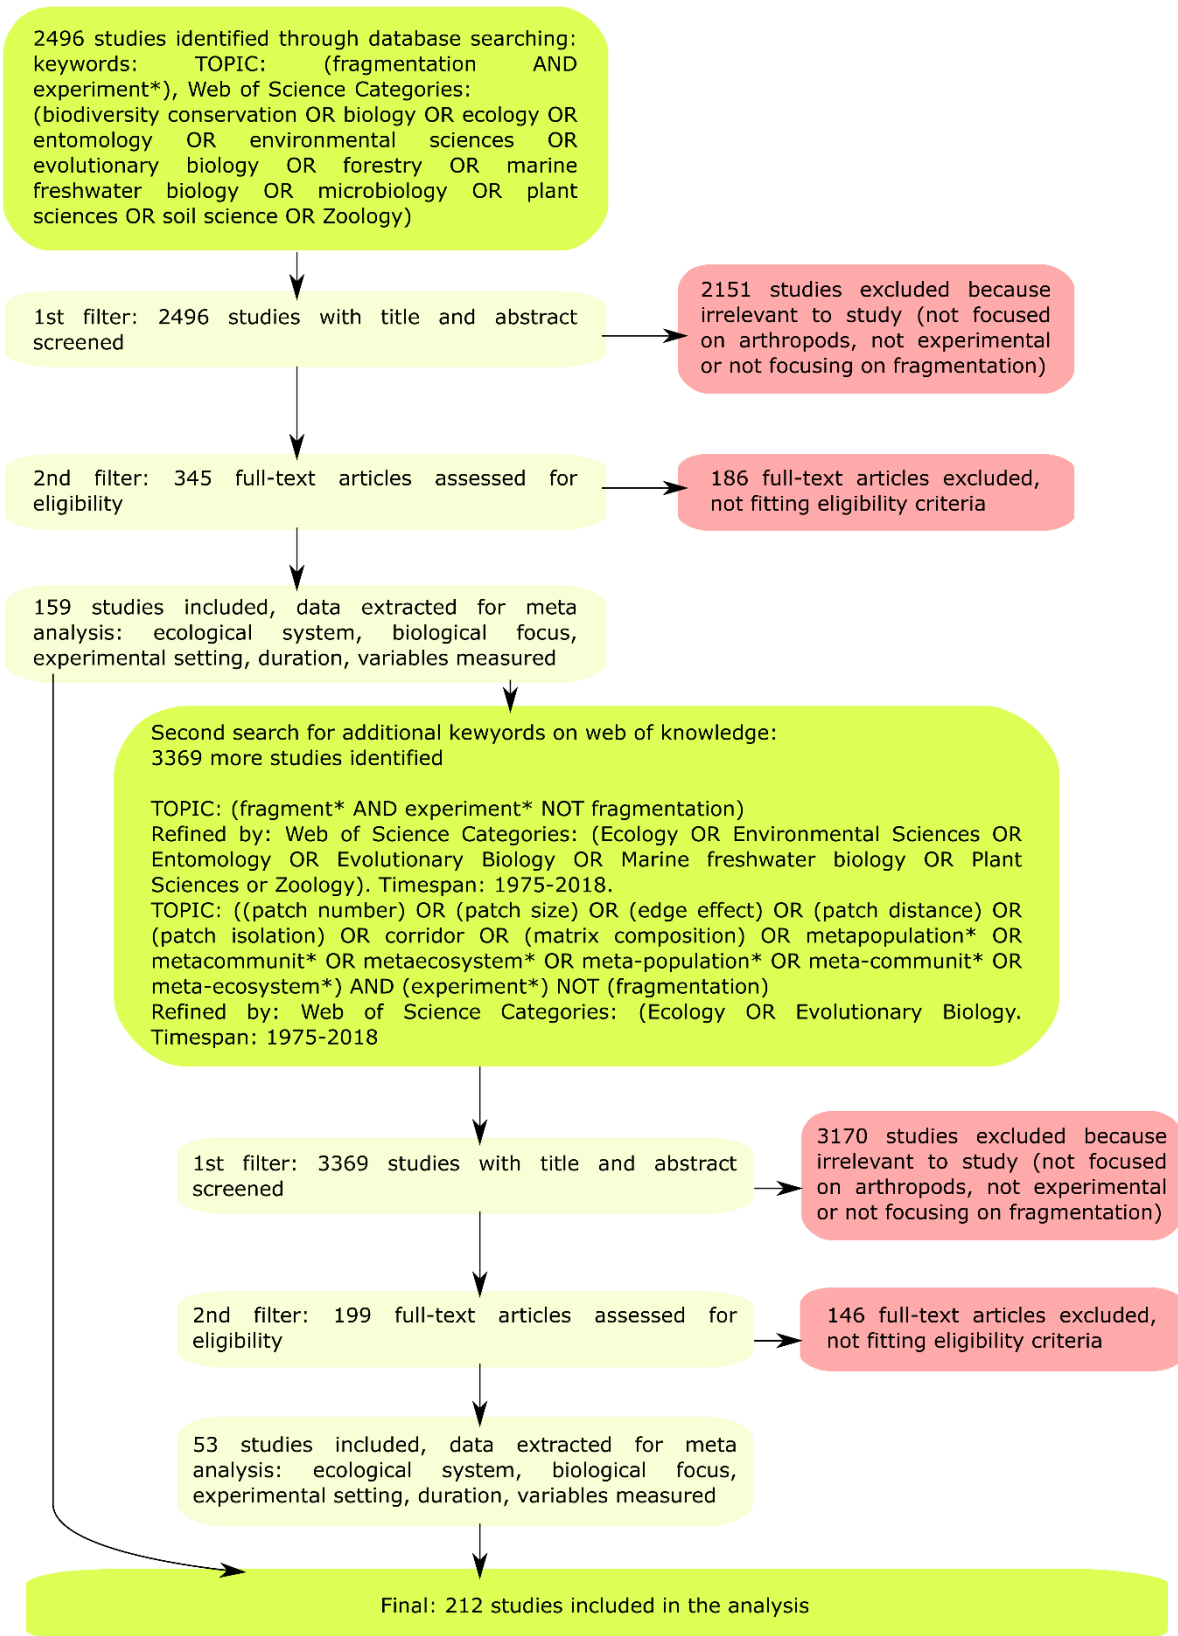 2496 studies identified through database searching:
keywords: TOPIC: (fragmentation AND
experiment*), Web of Science Categories:
(biodiversity conservation OR biology OR ecology OR
entomology OR environmental sciences OR
evolutionary biology OR forestry OR marine
freshwater biology OR microbiology OR plant
sciences OR soil science OR Zoology)
1st filter: 2496 studies with title and abstract
screened
2151 studies excluded because
irrelevant to study (not focused
on arthropods, not experimental
or not focusing on fragmentation)
2nd filter: 345 full-text articles assessed for
eligibility
186 full-text articles excluded,
not fitting eligibility criteria
159 studies included, data extracted for meta
analysis: ecological system, biological focus,
experimental setting, duration, variables measured
Second search for additional kewyords on web of knowledge:
3369 more studies identified
TOPIC: (fragment* AND experiment* NOT fragmentation)
Refined by: Web of Science Categories: (Ecology OR Environmental Sciences OR
Entomology OR Evolutionary Biology OR Marine freshwater biology OR Plant
Sciences or Zoology). Timespan: 1975-2018.
TOPIC: ((patch number) OR (patch size) OR (edge effect) OR (patch distance) OR
(patch isolation) OR corridor OR (matrix composition) OR metapopulation* OR
metacommunit* OR metaecosystem* OR meta-population* OR meta-communit* OR
meta-ecosystem*) AND (experiment*) NOT (fragmentation)
Refined by: Web of Science Categories: (Ecology OR Evolutionary Biology.
Timespan: 1975-2018
1st filter: 3369 studies with title and abstract
screened
3170 studies excluded because
irrelevant to study (not focused
on arthropods, not experimental
or not focusing on fragmentation)
2nd filter: 199 full-text articles assessed for
eligibility
146 full-text articles excluded,
not fitting eligibility criteria
53 studies included, data extracted for meta
analysis: ecological system, biological focus,
experimental setting, duration, variables measured
Final: 212 studies included in the analysis